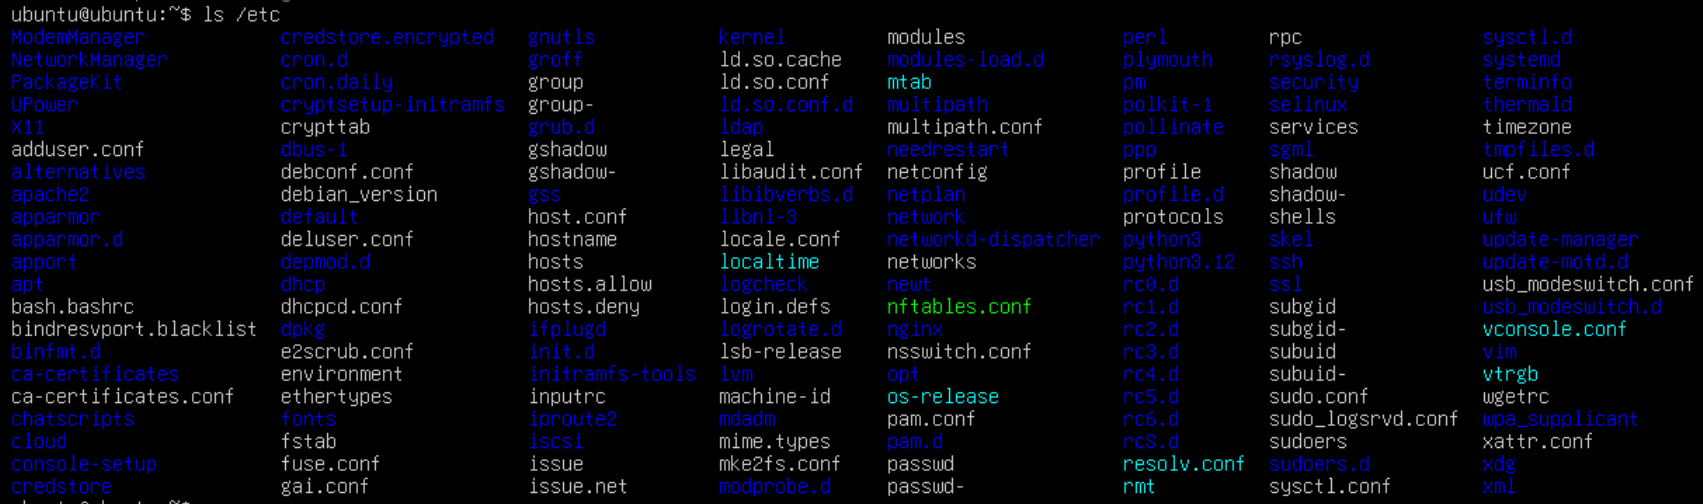 ubuntu@ubuntu:~$ ls /etc
ModemManager credstore.encrypted gnutls kernel modules perl rpc sysctl.d
NetworkManager cron.d groff ld.so.cache modules-load.d plymouth rsyslog.d systemd
PackageKit cron.daily group ld.so.conf mtab pm security terminfo
UPower cryptsetup-initramfs group- ld.so.conf.d multipath polkit-1 selinux thermald
X11 crypttab grub.d ldap multipath.conf pollinate services timezone
adduser.conf dbus-1 gshadow legal needrestart ppp sgml tmpfiles.d
alternatives debconf.conf gshadow- libaudit.conf netconfig profile shadow ucf.conf
apache2 debian_version gss libibverbs.d netplan profile.d shadow- udev
apparmor default host.conf libnl-3 network protocols shells ufw
apparmor.d deluser.conf hostname locale.conf networkd-dispatcher python3 skel update-manager
apport depmod.d hosts localtime networks python3.12 ssh update-motd.d
apt dhcp hosts.allow logcheck newt rc0.d ssl usb_modeswitch.conf
bash.bashrc dhcpcd.conf hosts.deny login.defs nftables.conf rc1.d subgid usb_modeswitch.d
bindresvport.blacklist dpkg ifplugd logrotate.d nginx rc2.d subgid- vconsole.conf
binfmt.d e2scrub.conf init.d lsb-release nsswitch.conf rc3.d subuid vim
ca-certificates environment initramfs-tools lvm opt rc4.d subuid- vtrgb
ca-certificates.conf ethertypes inputrc machine-id os-release rc5.d sudo.conf wgetrc
chatscripts fonts iproute2 mdadm pam.conf rc6.d sudo_logsrvd.conf wpa_supplicant
cloud fstab iscsi mime.types pam.d rcS.d sudoers xattr.conf
console-setup fuse.conf issue mke2fs.conf passwd resolv.conf sudoers.d xdg
credstore gai.conf issue.net modprobe.d passwd- rmt sysctl.conf xml